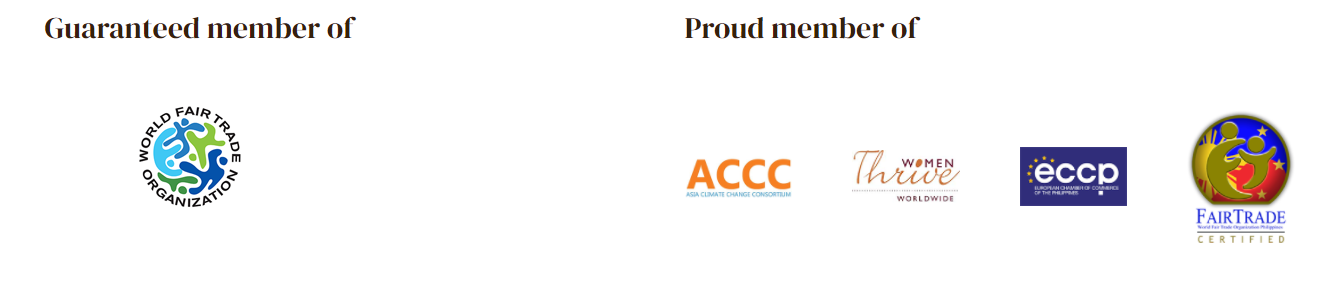 Guaranteed member of
Proud member of
WORLD FAIR TRADE
ORGANIZATION
ACCC
ASIA CLIMATE CHANGE CONSORTIUM
WOMEN
Thrive
WORLDWIDE
eccp
EUROPEAN CHAMBER OF COMMERCE
OF THE PHILIPPINES
FAIRTRADE
World Fair Trade Organization Philippines
CERTIFIED